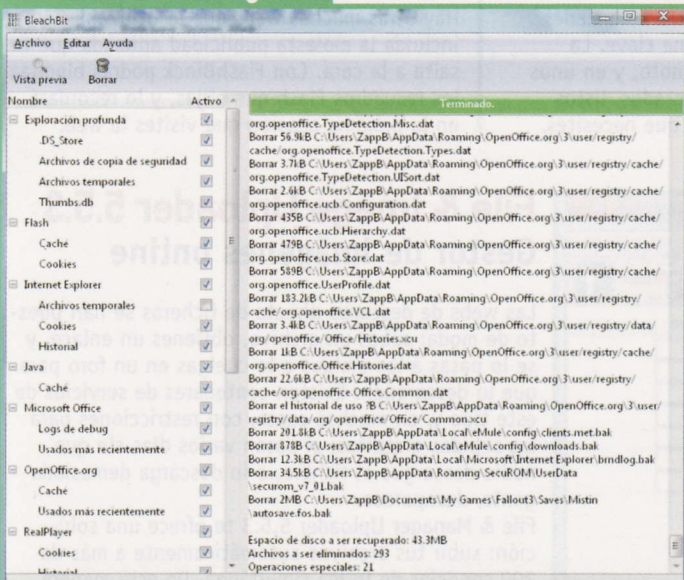 BleachBit
Archivo Editar Ayuda
Vista previa Borrar
Nombre Activo
Exploración profunda
.DS_Store
Archivos de copia de seguridad
Archivos temporales
Thumbs.db
Flash
Caché
Cookies
Internet Explorer
Archivos temporales
Cookies
Historial
Java
Caché
Microsoft Office
Logs de debug
Usados más recientemente
OpenOffice.org
Caché
Usados más recientemente
RealPlayer
Cookies
Historial
Terminado.
org.openoffice.TypeDetection.Misc.dat
Borrar 56.9kB C:\Users\ZappB\AppData\Roaming\OpenOffice.org\3\user/registry/
cache/org.openoffice.TypeDetection.Types.dat
Borrar 3.7kB C:\Users\ZappB\AppData\Roaming\OpenOffice.org\3\user/registry/cache/
org.openoffice.TypeDetection.UISort.dat
Borrar 2.6kB C:\Users\ZappB\AppData\Roaming\OpenOffice.org\3\user/registry/cache/
org.openoffice.ucb.Configuration.dat
Borrar 435B C:\Users\ZappB\AppData\Roaming\OpenOffice.org\3\user/registry/cache/
org.openoffice.ucb.Hierarchy.dat
Borrar 479B C:\Users\ZappB\AppData\Roaming\OpenOffice.org\3\user/registry/cache/
org.openoffice.ucb.Store.dat
Borrar 589B C:\Users\ZappB\AppData\Roaming\OpenOffice.org\3\user/registry/cache/
org.openoffice.UserProfile.dat
Borrar 183.2kB C:\Users\ZappB\AppData\Roaming\OpenOffice.org\3\user/registry/
cache/org.openoffice.VCL.dat
Borrar 3.4kB C:\Users\ZappB\AppData\Roaming\OpenOffice.org\3\user/registry/data/
org/openoffice/Office/Histories.xcu
Borrar 1kB C:\Users\ZappB\AppData\Roaming\OpenOffice.org\3\user/registry/cache/
org.openoffice.Office.Histories.dat
Borrar 22.6kB C:\Users\ZappB\AppData\Roaming\OpenOffice.org\3\user/registry/
cache/org.openoffice.Office.Common.dat
Borrar el historial de uso ?B C:\Users\ZappB\AppData\Roaming\OpenOffice.org\3\user/
registry/data/org/openoffice/Office/Common.xcu
Borrar 201.8kB C:\Users\ZappB\AppData\Local\eMule\config\clients.met.bak
Borrar 878B C:\Users\ZappB\AppData\Local\eMule\config\downloads.bak
Borrar 12.3kB C:\Users\ZappB\AppData\Local\Microsoft\Internet Explorer\brndlog.bak
Borrar 34.5kB C:\Users\ZappB\AppData\Roaming\SecuROM\UserData
\securom_v7_01.bak
Borrar 2MB C:\Users\ZappB\Documents\My Games\Fallout3\Saves\Mistin
\autosave.fos.bak
Espacio de disco a ser recuperado: 43.3MB
Archivos a ser eliminados: 293
Operaciones especiales: 21